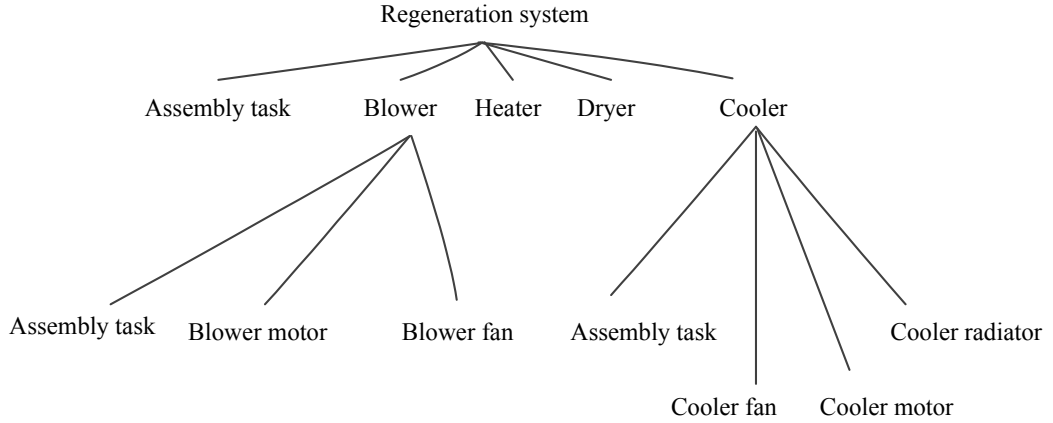 Regeneration system
Assembly task Blower Heater Dryer Cooler
Assembly task Blower motor Blower fan Assembly task Cooler radiator
Cooler fan Cooler motor